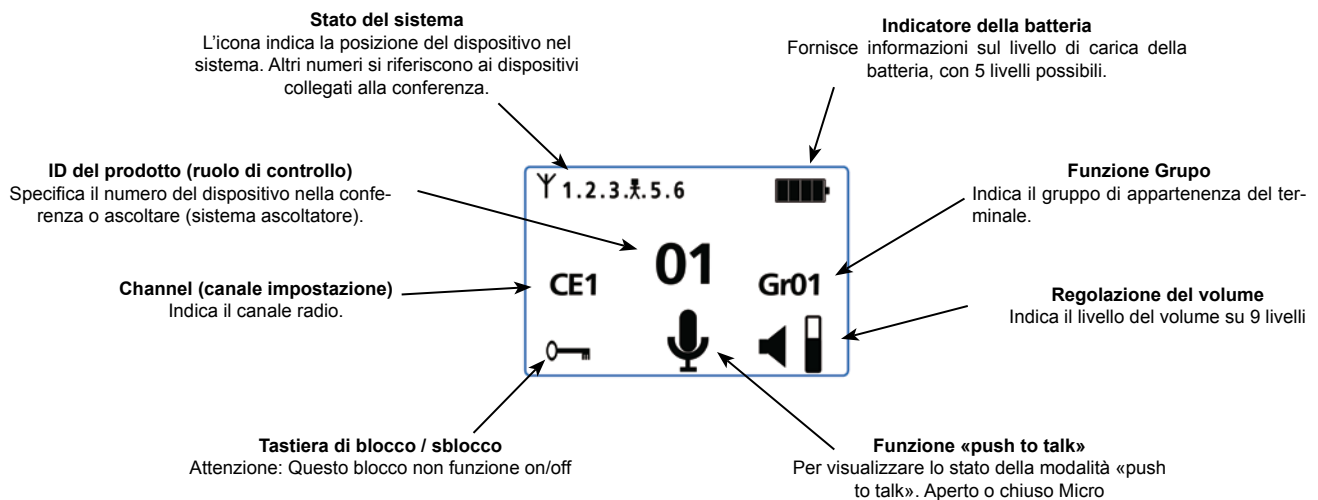 Stato del sistema
L'icona indica la posizione del dispositivo nel
sistema. Altri numeri si riferiscono ai dispositivi
collegati alla conferenza.
Indicatore della batteria
Fornisce informazioni sul livello di carica della
batteria, con 5 livelli possibili.
ID del prodotto (ruolo di controllo)
Specifica il numero del dispositivo nella confe-
renza o ascoltare (sistema ascoltatore).
Funzione Grupo
Indica il gruppo di appartenenza del ter-
minale.
Channel (canale impostazione)
Indica il canale radio.
Regolazione del volume
Indica il livello del volume su 9 livelli
1.2.3. .5.6
01
CE1
Gr01
Tastiera di blocco / sblocco
Attenzione: Questo blocco non funzione on/off
Funzione «push to talk»
Per visualizzare lo stato della modalità «push
to talk». Aperto o chiuso Micro